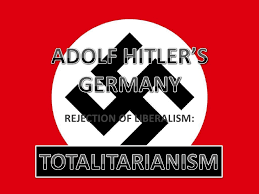 ADOLF HITLER'S
GERMANY
REJECTION OF LIBERALISM:
TOTALITARIANISM